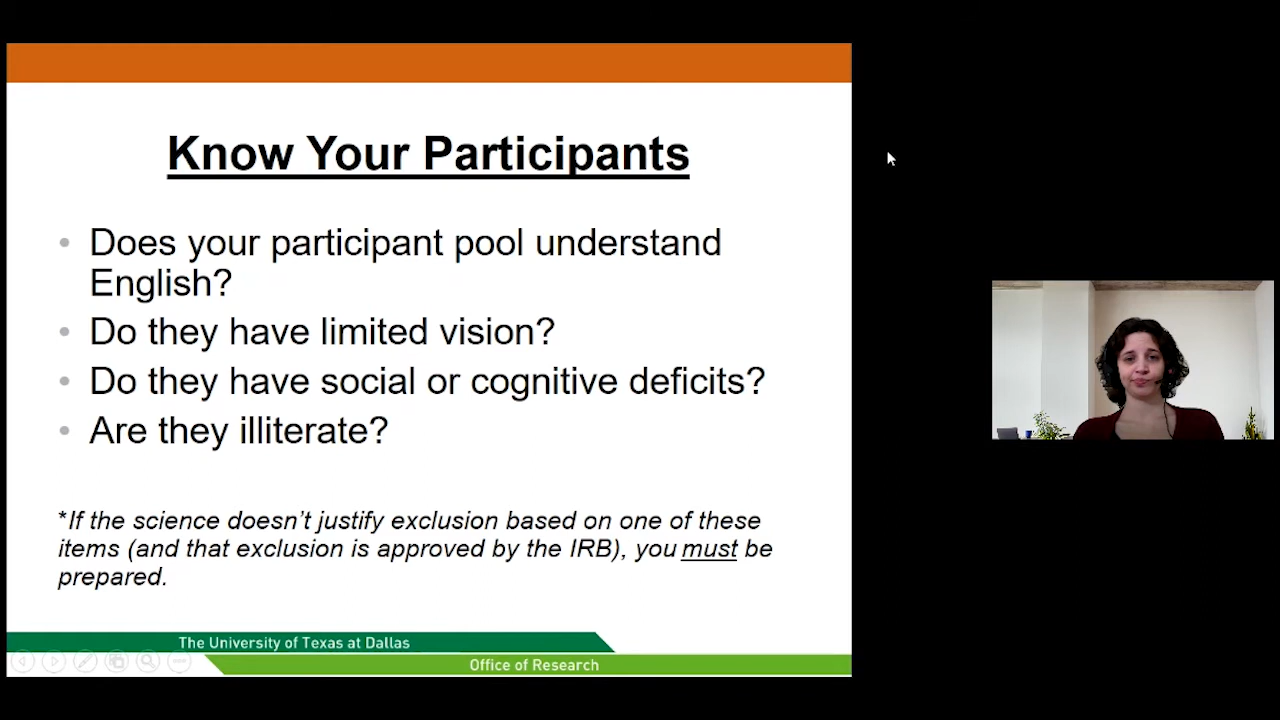 Know Your Participants
• Does your participant pool understand
English?
• Do they have limited vision?
• Do they have social or cognitive deficits?
• Are they illiterate?
*If the science doesn’t justify exclusion based on one of these
items (and that exclusion is approved by the IRB), you must be
prepared.
The University of Texas at Dallas
Office of Research